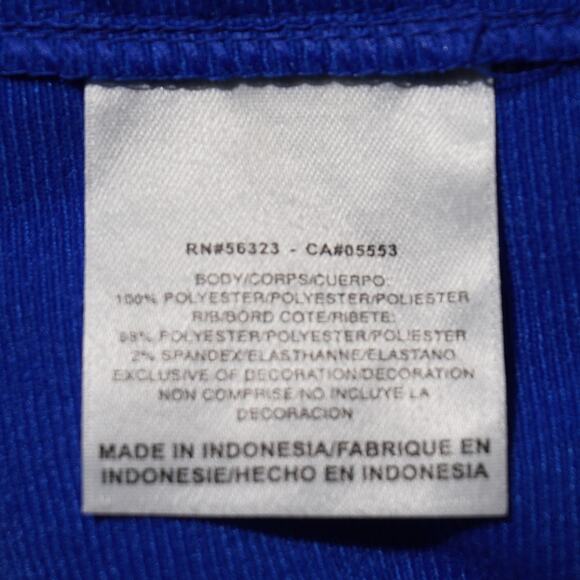 RN#56323 - CA#05553
BODY/CORPS/CUERPO:
100% POLYESTER/POLYESTER/POLIESTER
RIB/BORD COTE/RIBETE:
98% POLYESTER/POLYESTER/POLIESTER
2% SPANDEX/ELASTHANNE/ELASTANO
EXCLUSIVE OF DECORATION/DECORATION
NON COMPRISE/NO INCLUYE LA
DECORACION
MADE IN INDONESIA/FABRIQUE EN
INDONESIE/HECHO EN INDONESIA